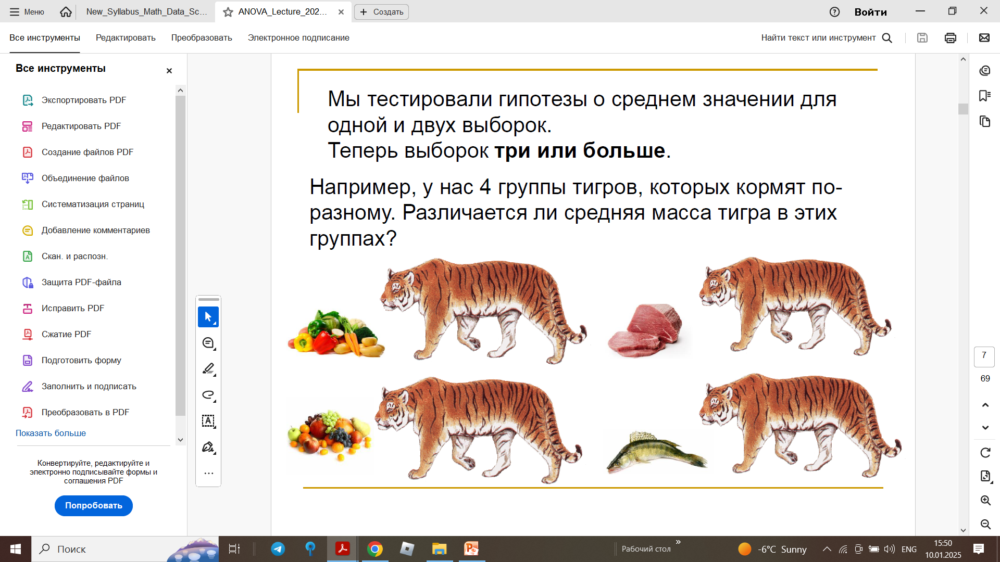 Меню
New_Syllabus_Math_Data_Sc...
ANOVA_Lecture_202...
Создать
Войти
Все инструменты
Редактировать
Преобразовать
Электронное подписание
Найти текст или инструмент
Все инструменты
Экспортировать PDF
Редактировать PDF
Создание файлов PDF
Объединение файлов
Систематизация страниц
Добавление комментариев
Скан. и распозн.
Защита PDF-файла
Исправить PDF
Сжатие PDF
Подготовить форму
Заполнить и подписать
Преобразовать в PDF
Показать больше
Конвертируйте, редактируйте и
электронно подписывайте формы и
соглашения PDF
Попробовать
Мы тестировали гипотезы о среднем значении для
одной и двух выборок.
Теперь выборок три или больше.
Например, у нас 4 группы тигров, которых кормят по-
разному. Различается ли средняя масса тигра в этих
группах?
7
69
Поиск
Рабочий стол
-6°C Sunny
ENG
15:50
10.01.2025